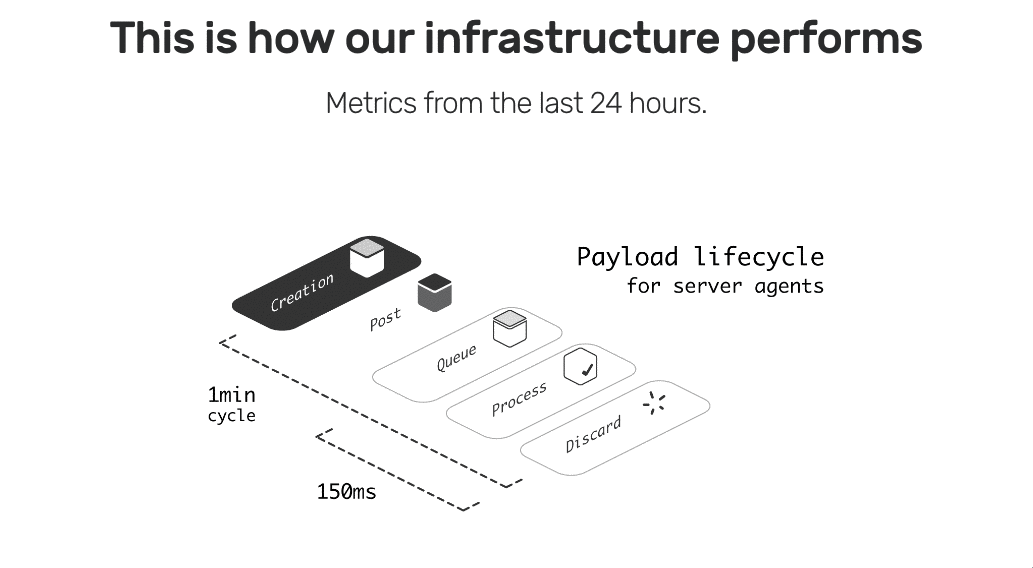 This is how our infrastructure performs
Metrics from the last 24 hours.
Payload lifecycle
for server agents
Creation
Post
Queue
Process
Discard
1min
cycle
150ms